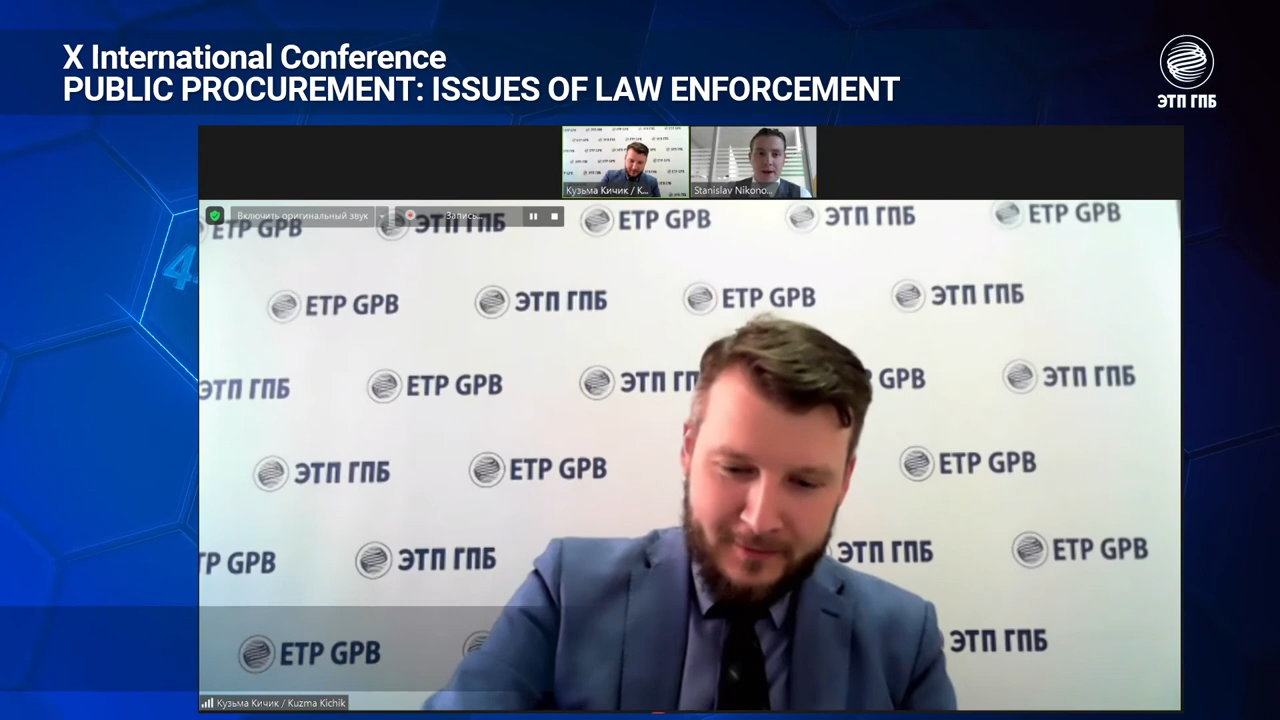 X International Conference
PUBLIC PROCUREMENT: ISSUES OF LAW ENFORCEMENT
ЭТП ГПБ
Кузьма Кичик / К...
Stanislav Nikono...
Включить оригинальный звук
Запись...
ETP GPB
ЭТП ГПБ
ETP GPB
ЭТП ГПБ
ETP GPB
ETP GPB
ЭТП ГПБ
ETP GPB
ЭТП ГПБ
ЭТП ГПБ
ETP GPB
ЭТП ГП
GPB
ЭТП ГПБ
ЭТП ГПБ
ETP GPB
ETP GPB
TP GPB
ЭТП ГПБ
ЭТП ГПБ
ETP GPB
ETP GPB
ЭТП ГПБ
Кузьма Кичик / Kuzma Kichik